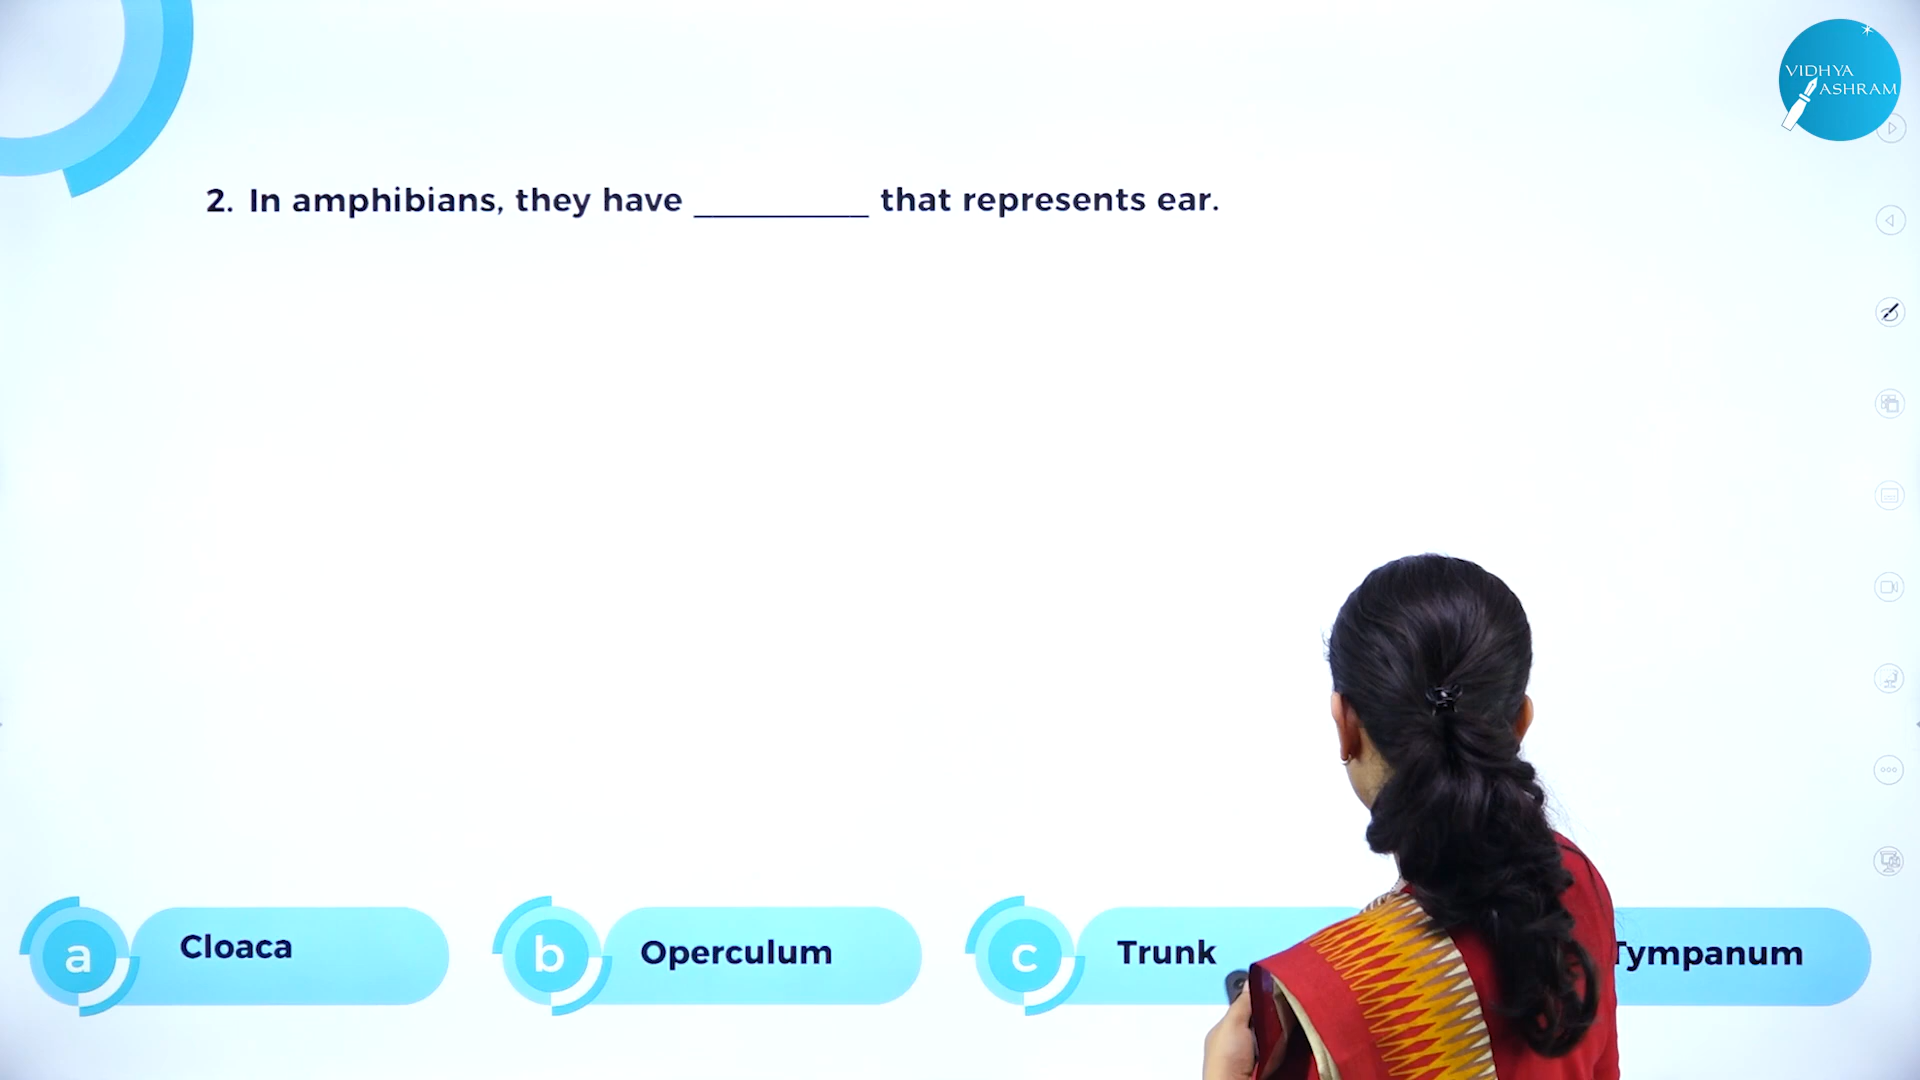 VIDHYA
ASHRAM
2. In amphibians, they have __________ that represents ear.
a Cloaca
b Operculum
c Trunk
Tympanum